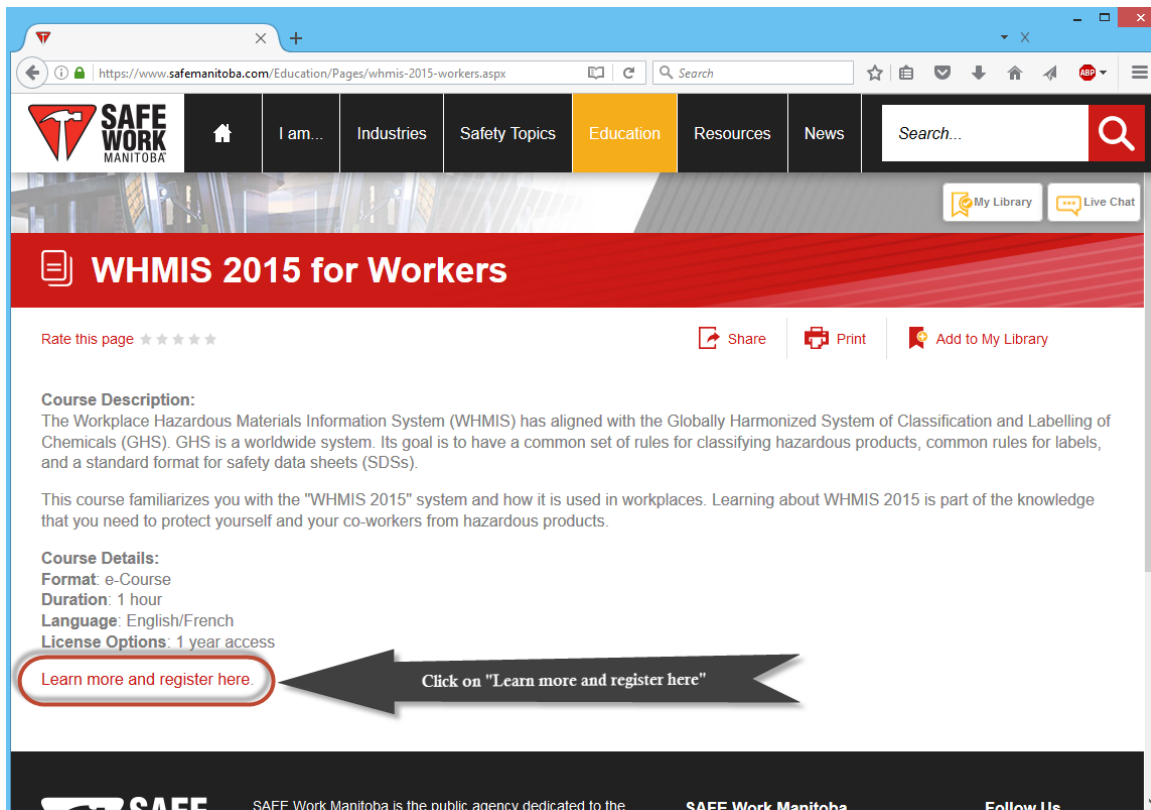 https://www.safemanitoba.com/Education/Pages/whmis-2015-workers.aspx
Search
ABP
SAFE
WORK
MANITOBA
I am...
Industries
Safety Topics
Education
Resources
News
Search...
My Library
Live Chat
WHMIS 2015 for Workers
Rate this page
Share
Print
Add to My Library
Course Description:
The Workplace Hazardous Materials Information System (WHMIS) has aligned with the Globally Harmonized System of Classification and Labelling of
Chemicals (GHS). GHS is a worldwide system. Its goal is to have a common set of rules for classifying hazardous products, common rules for labels,
and a standard format for safety data sheets (SDSs).
This course familiarizes you with the "WHMIS 2015" system and how it is used in workplaces. Learning about WHMIS 2015 is part of the knowledge
that you need to protect yourself and your co-workers from hazardous products.
Course Details:
Format: e-Course
Duration: 1 hour
Language: English/French
License Options: 1 year access
Learn more and register here.
Click on "Learn more and register here"
SAFE
SAFE Work Manitoba is the public agency dedicated to the
SAFE Work Manitoba
Follow Us